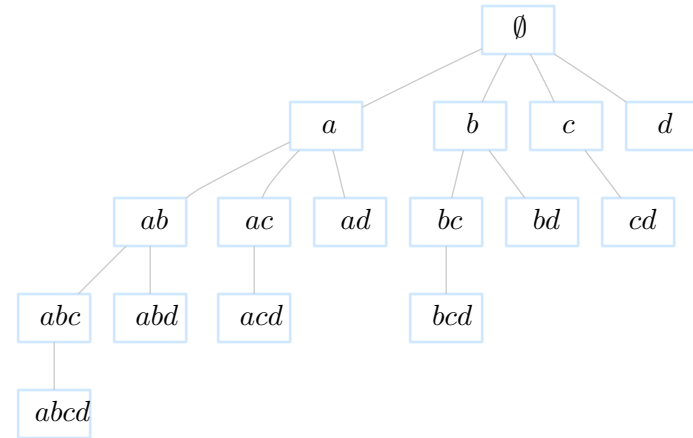 ∅
a b c d
ab ac ad bc bd cd
abc abd acd bcd
abcd